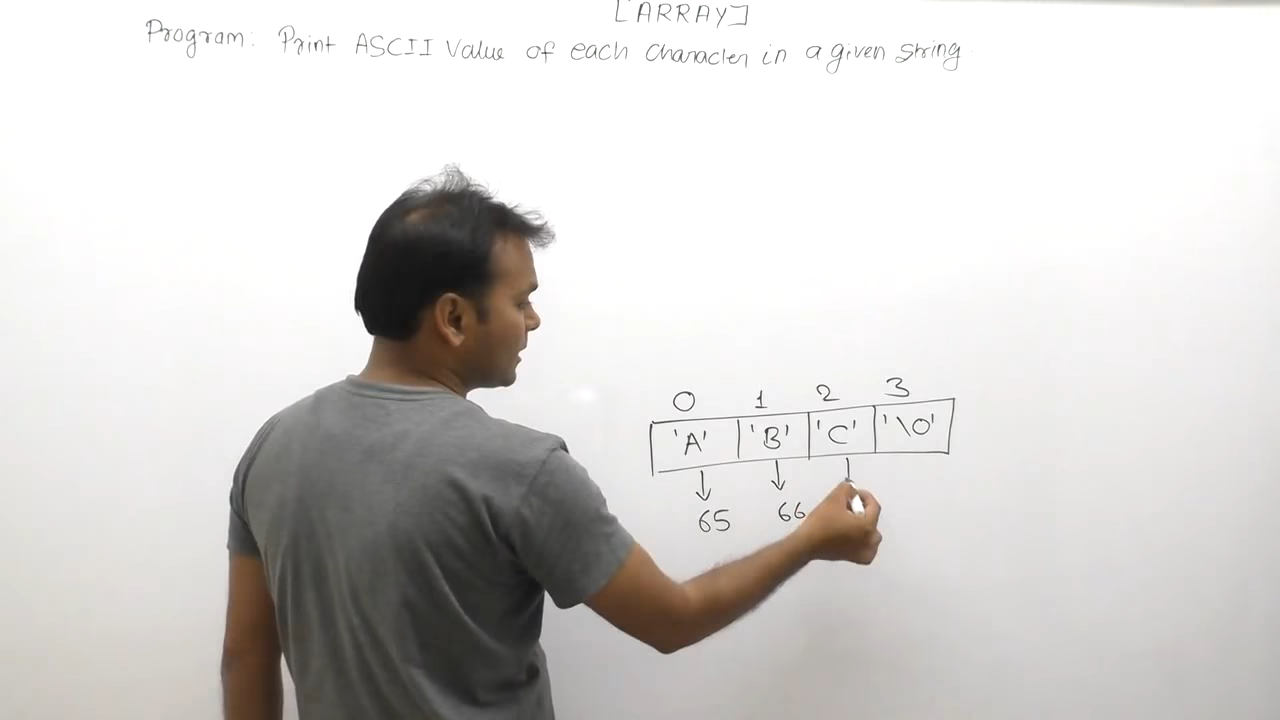 [ARRAY]
Program: Print ASCII Value of each character in a given string
0 1 2 3
'A' 'B' 'C' '\0'
65 66